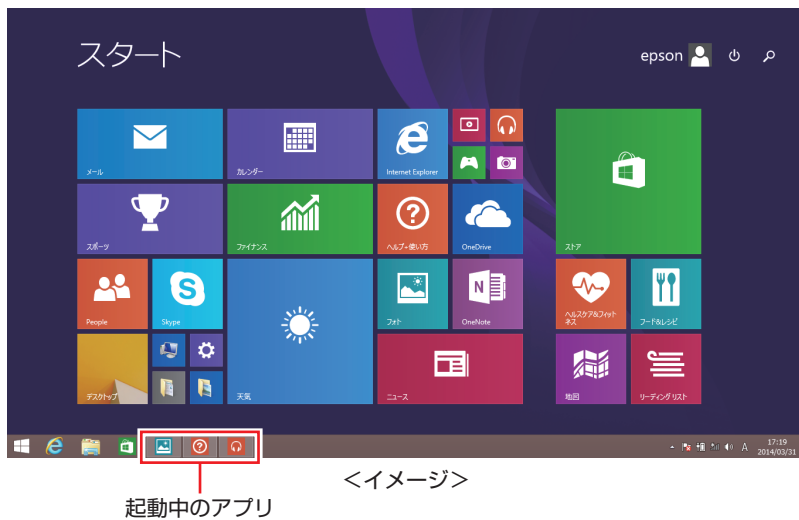 スタート
epson
メール
カレンダー
Internet Explorer
スポーツ
ファイナンス
ヘルプ+使い方
OneDrive
ストア
People
Skype
フォト
OneNote
ヘルスケア&フィット
ネス
フード&レシピ
デスクトップ
天気
ニュース
地図
リーディング リスト
A
17:19
2014/03/31
<イメージ>
起動中のアプリ